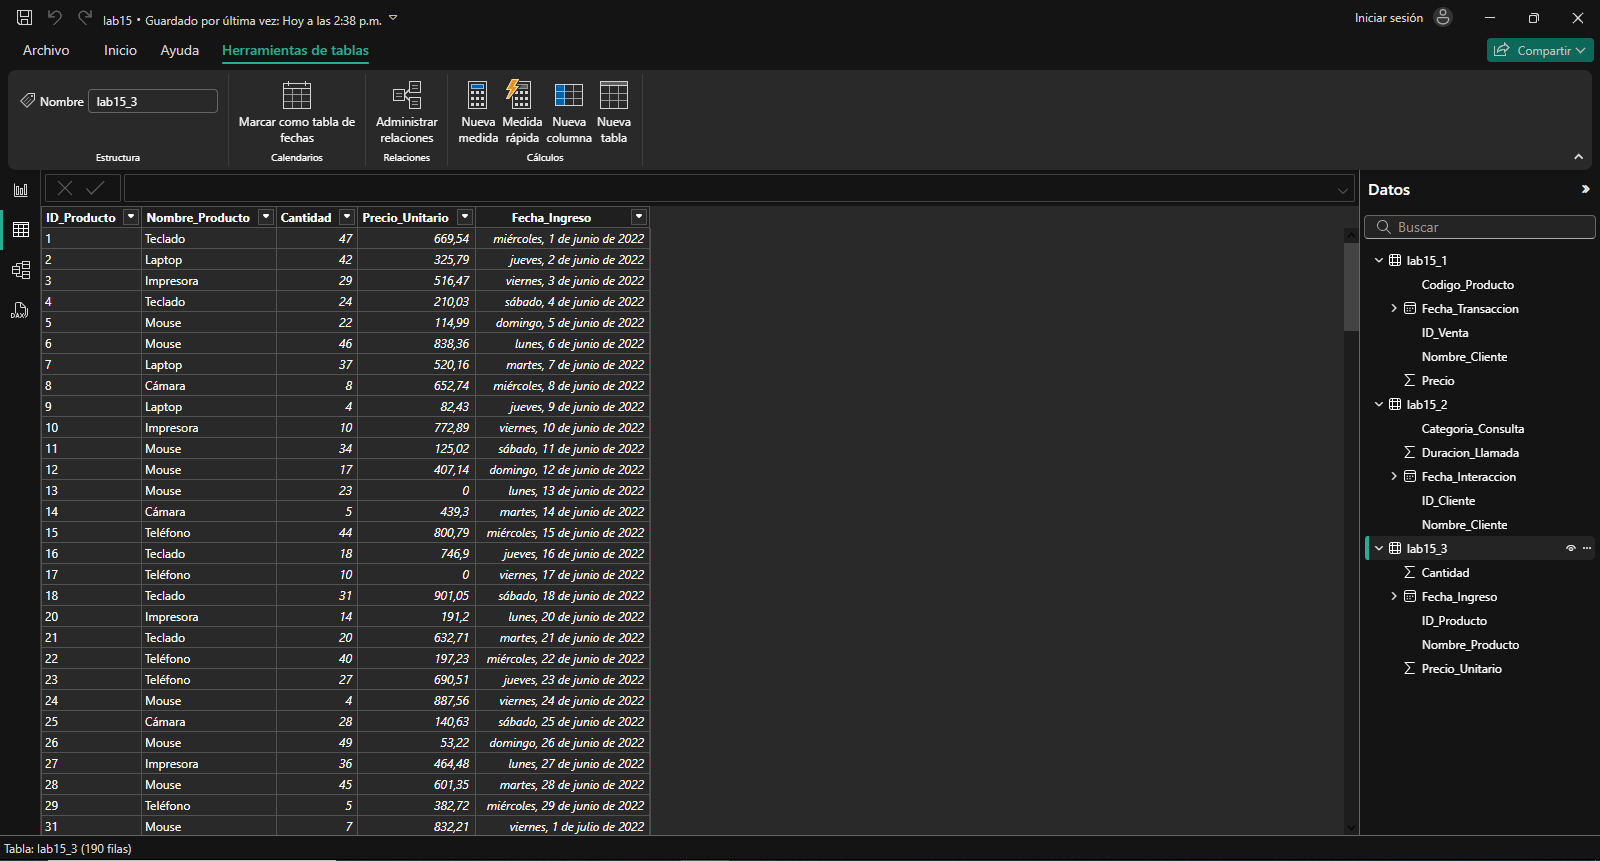 lab15 • Guardado por última vez: Hoy a las 2:38 p.m.
Iniciar sesión
Archivo Inicio Ayuda Herramientas de tablas
Compartir
Nombre lab15_3
Marcar como tabla de fechas
Administrar relaciones
Nueva medida
Medida rápida
Nueva columna
Nueva tabla
Estructura Calendarios Relaciones Cálculos
ID_Producto Nombre_Producto Cantidad Precio_Unitario Fecha_Ingreso
1 Teclado 47 669,54 miércoles, 1 de junio de 2022
2 Laptop 42 325,79 jueves, 2 de junio de 2022
3 Impresora 29 516,47 viernes, 3 de junio de 2022
4 Teclado 24 210,03 sábado, 4 de junio de 2022
5 Mouse 22 114,99 domingo, 5 de junio de 2022
6 Mouse 46 838,36 lunes, 6 de junio de 2022
7 Laptop 37 520,16 martes, 7 de junio de 2022
8 Cámara 8 652,74 miércoles, 8 de junio de 2022
9 Laptop 4 82,43 jueves, 9 de junio de 2022
10 Impresora 10 772,89 viernes, 10 de junio de 2022
11 Mouse 34 125,02 sábado, 11 de junio de 2022
12 Mouse 17 407,14 domingo, 12 de junio de 2022
13 Mouse 23 0 lunes, 13 de junio de 2022
14 Cámara 5 439,3 martes, 14 de junio de 2022
15 Teléfono 44 800,79 miércoles, 15 de junio de 2022
16 Teclado 18 746,9 jueves, 16 de junio de 2022
17 Teléfono 10 0 viernes, 17 de junio de 2022
18 Teclado 31 901,05 sábado, 18 de junio de 2022
20 Impresora 14 191,2 lunes, 20 de junio de 2022
21 Teclado 20 632,71 martes, 21 de junio de 2022
22 Teléfono 40 197,23 miércoles, 22 de junio de 2022
23 Teléfono 27 690,51 jueves, 23 de junio de 2022
24 Mouse 4 887,56 viernes, 24 de junio de 2022
25 Cámara 28 140,63 sábado, 25 de junio de 2022
26 Mouse 49 53,22 domingo, 26 de junio de 2022
27 Impresora 36 464,48 lunes, 27 de junio de 2022
28 Mouse 45 601,35 martes, 28 de junio de 2022
29 Teléfono 5 382,72 miércoles, 29 de junio de 2022
31 Mouse 7 832,21 viernes, 1 de julio de 2022
DAX
Datos
Buscar
lab15_1
Codigo_Producto
Fecha_Transaccion
ID_Venta
Nombre_Cliente
Precio
lab15_2
Categoria_Consulta
Duracion_Llamada
Fecha_Interaccion
ID_Cliente
Nombre_Cliente
lab15_3
Cantidad
Fecha_Ingreso
ID_Producto
Nombre_Producto
Precio_Unitario
Tabla: lab15_3 (190 filas)